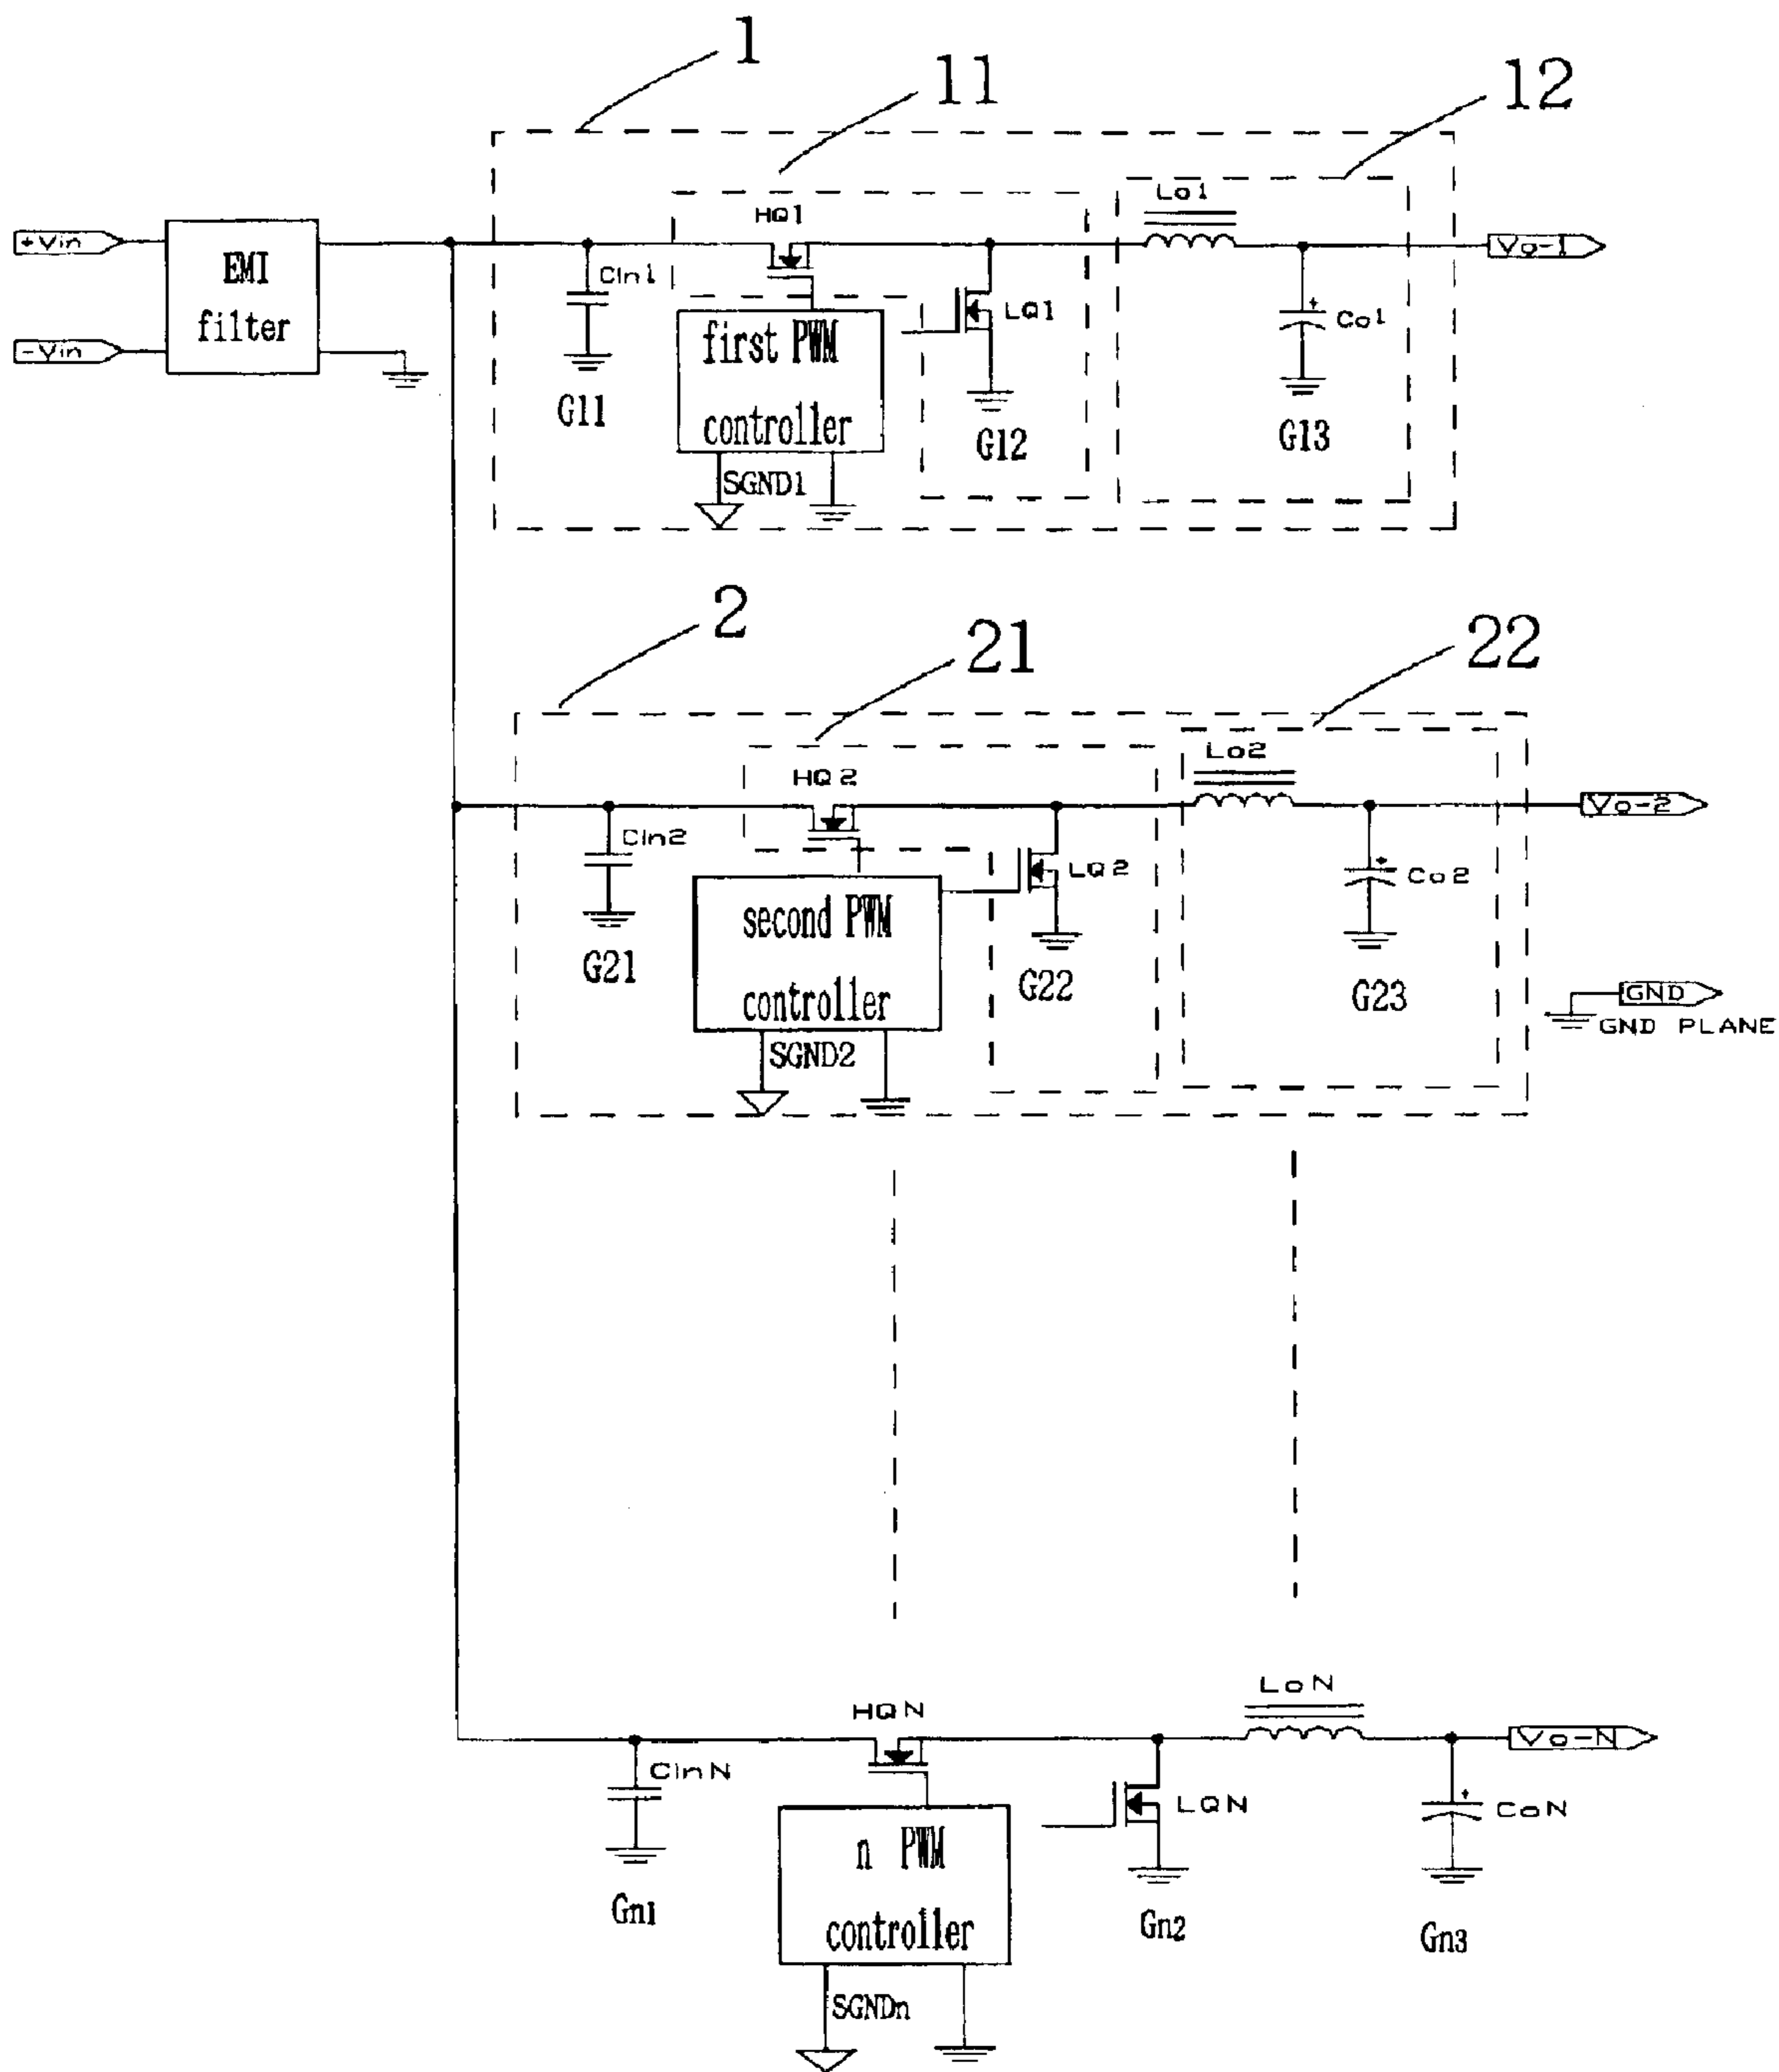 1
11
12
Lo1
HQ1
+Vin
EMI
filter
-Vin
Cin1
Vo-1
LQ1
Co1
first PWM
controller
G11
G12
G13
SGND1
2
21
22
Lo2
HQ2
Vo-2
Cin2
LQ2
Co2
second PWM
controller
G21
G22
G23
GND
GND PLANE
SGND2
LoN
HQN
Vo-N
CinN
LQN
CoN
n PWM
controller
Gn1
Gn2
Gn3
SGNDn